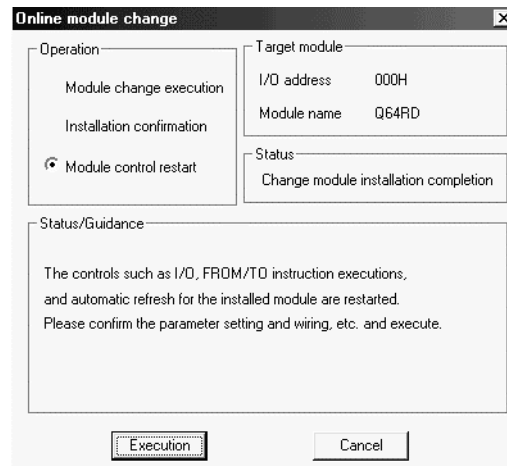 Online module change
Operation
Module change execution
Installation confirmation
Module control restart
Target module
I/O address 000H
Module name Q64RD
Status
Change module installation completion
Status/Guidance
The controls such as I/O, FROM/TO instruction executions,
and automatic refresh for the installed module are restarted.
Please confirm the parameter setting and wiring, etc. and execute.
Execution Cancel